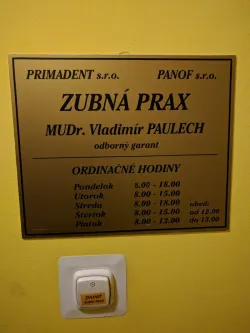 PRIMADENT s.r.o. PANOF s.r.o.
ZUBNÁ PRAX
MUDr. Vladimír PAULECH
odborný garant
ORDINAČNÉ HODINY
Pondelok 8.00 - 18.00
Utorok 8.00 - 15.00
Streda 8.00 - 18.00 obed:
Štvrtok 8.00 - 15.00 od 12.00
Piatok 8.00 - 12.00 do 13.00